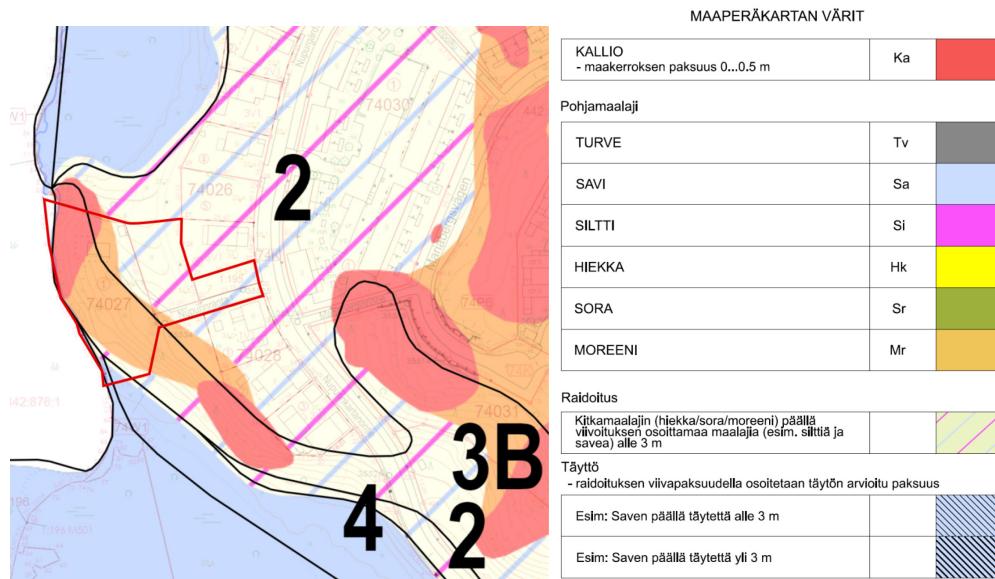 MAAPERÄKARTAN VÄRIT
KALLIO
- maakerroksen paksuus 0...0.5 m
Ka
Pohjamaalaji
TURVE
Tv
SAVI
Sa
SILTTI
Si
HIEKKA
Hk
SORA
Sr
MOREENI
Mr
Raidoitus
Kitkamaalajin (hiekka/sora/moreeni) päällä
viivoituksen osoittamaa maalajia (esim. silttiä ja
savea) alle 3 m
Täyttö
- raidoituksen viivapaksuudella osoitetaan täytön arvioitu paksuus
Esim: Saven päällä täytettä alle 3 m
Esim: Saven päällä täytettä yli 3 m
74030
74026
2
74027
74028
74031
3B
4
2